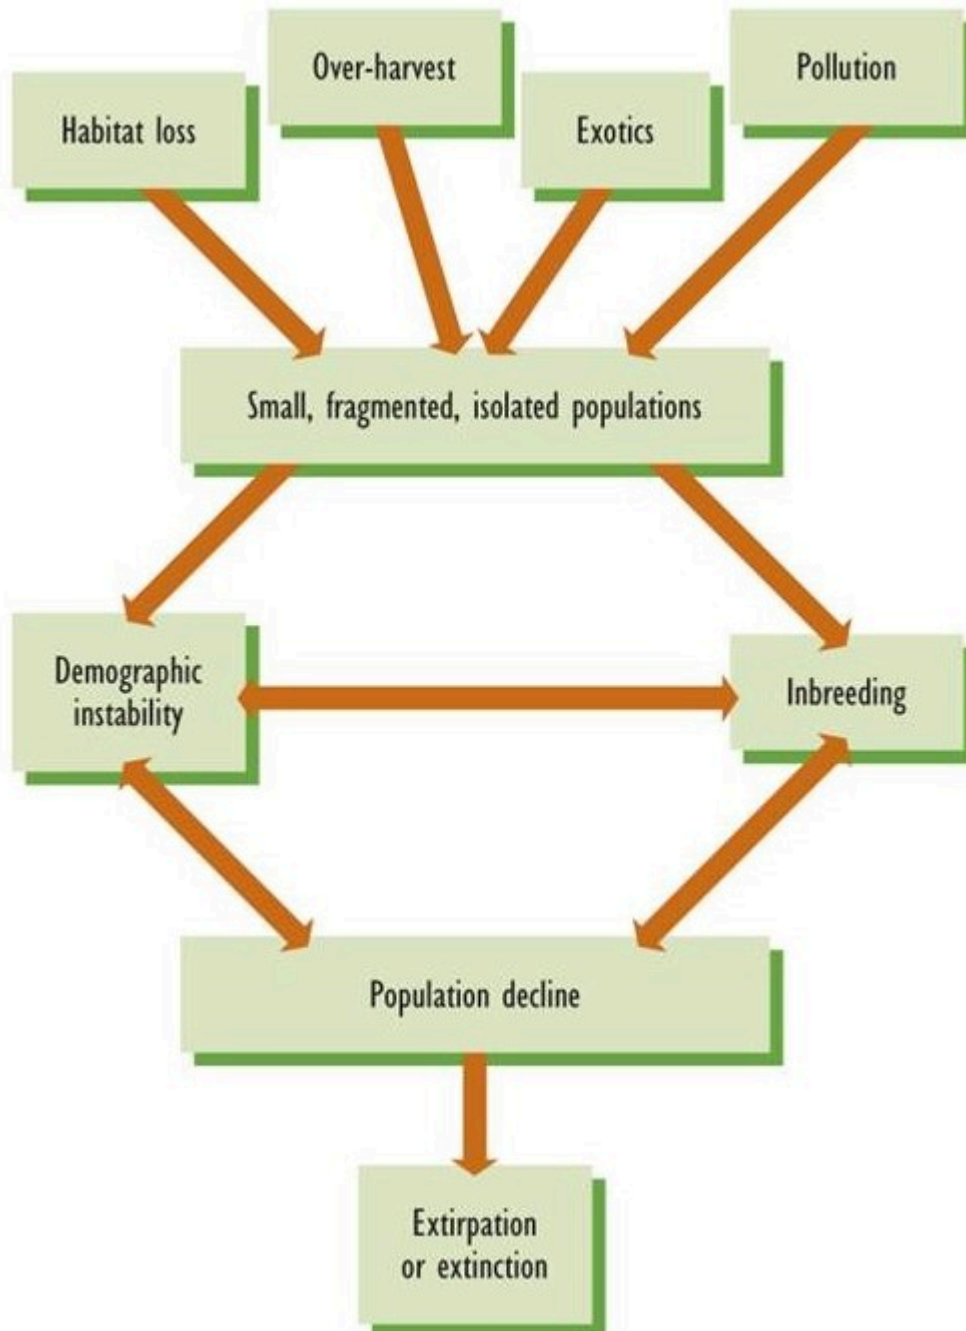 Over-harvest
Pollution
Habitat loss
Exotics
Small, fragmented, isolated populations
Demographic
instability
Inbreeding
Population decline
Extirpation
or extinction